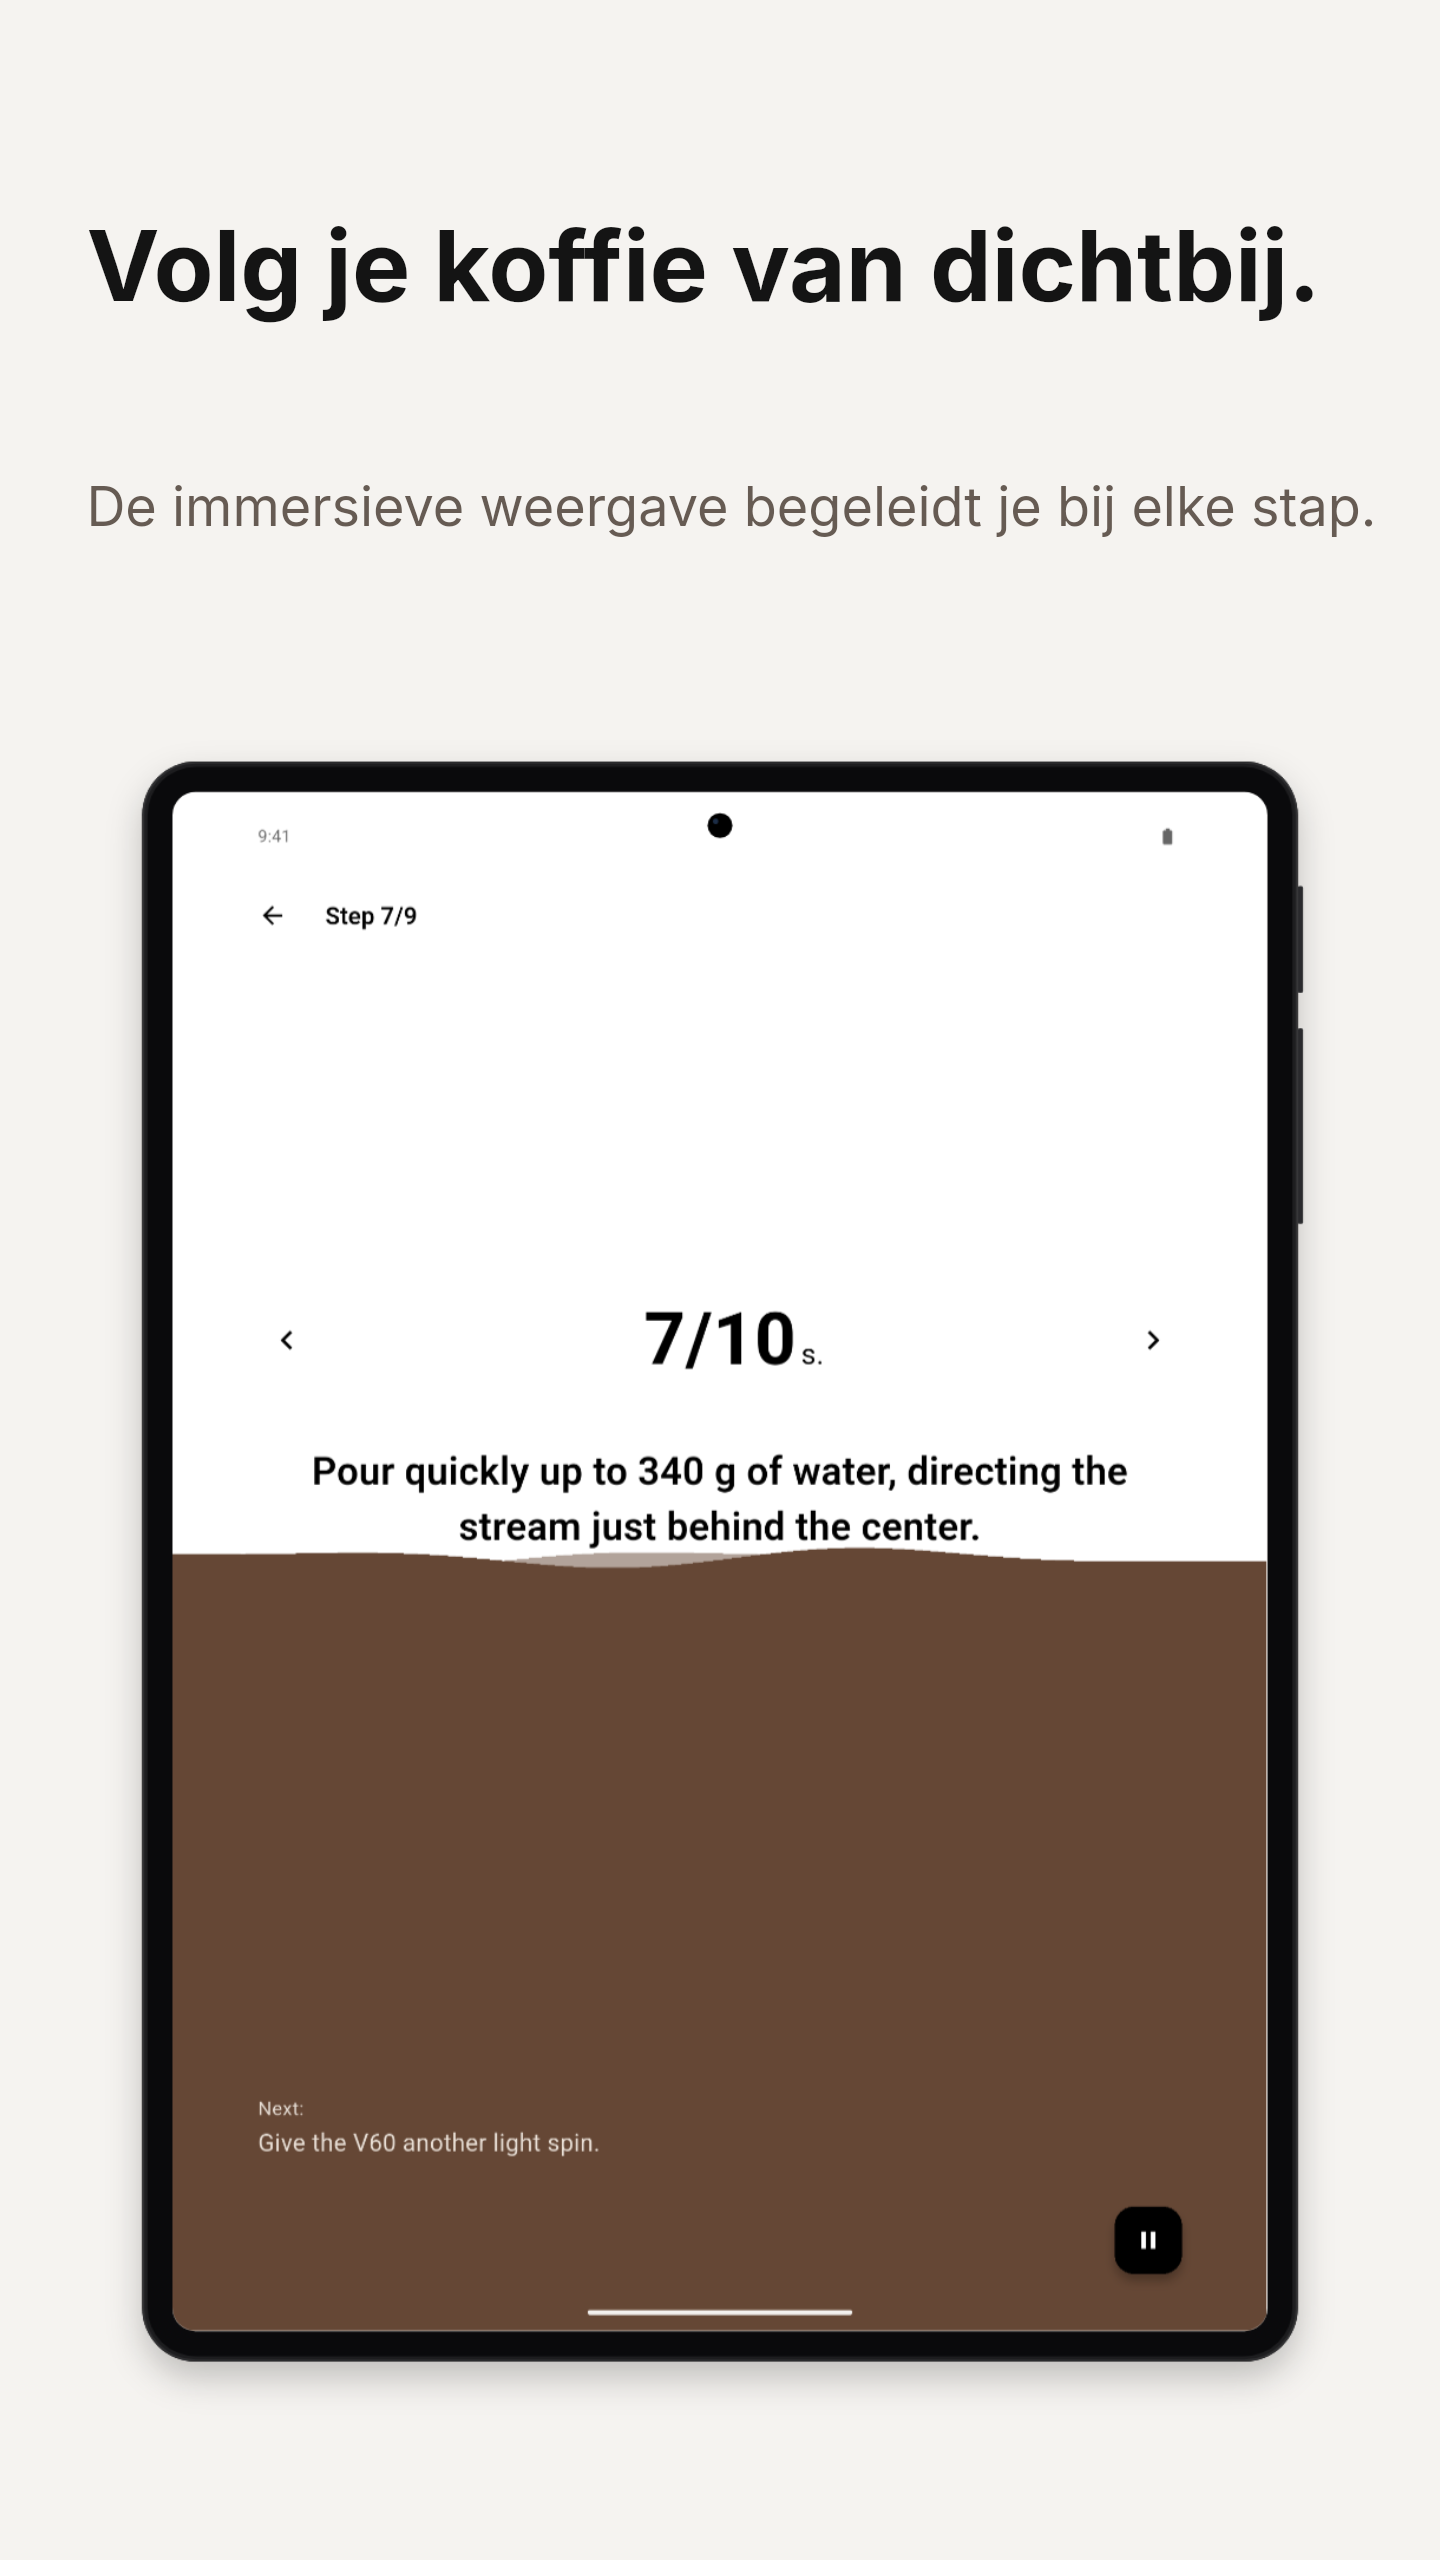 Volg je koffie van dichtbij.
De immersieve weergave begeleidt je bij elke stap.
9:41
Step 7/9
7/10 s.
Pour quickly up to 340 g of water, directing the
stream just behind the center.
Next:
Give the V60 another light spin.